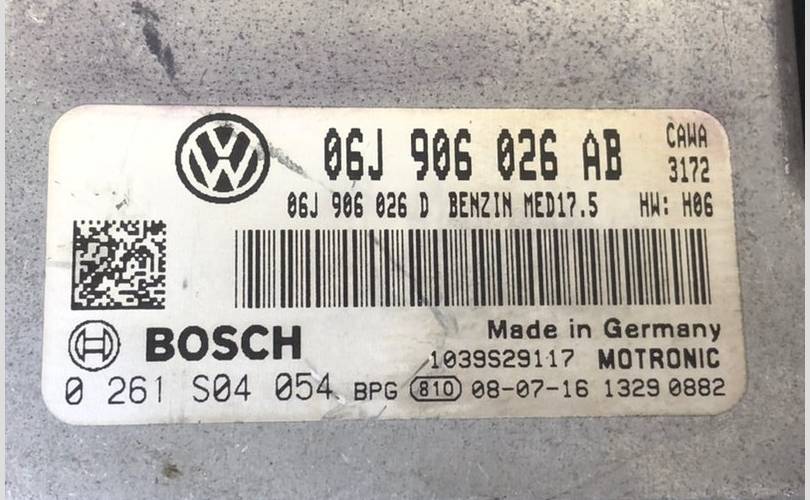 06J 906 026 AB CAWA
3172
06J 906 026 D BENZIN MED17.5 HW: H06
BOSCH
Made in Germany
1039S29117 MOTRONIC
0 261 S04 054 BPG 810 08-07-16 1329 0882